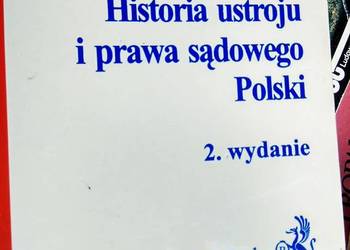 Historia ustroju
i prawa sądowego
Polski
2. wydanie